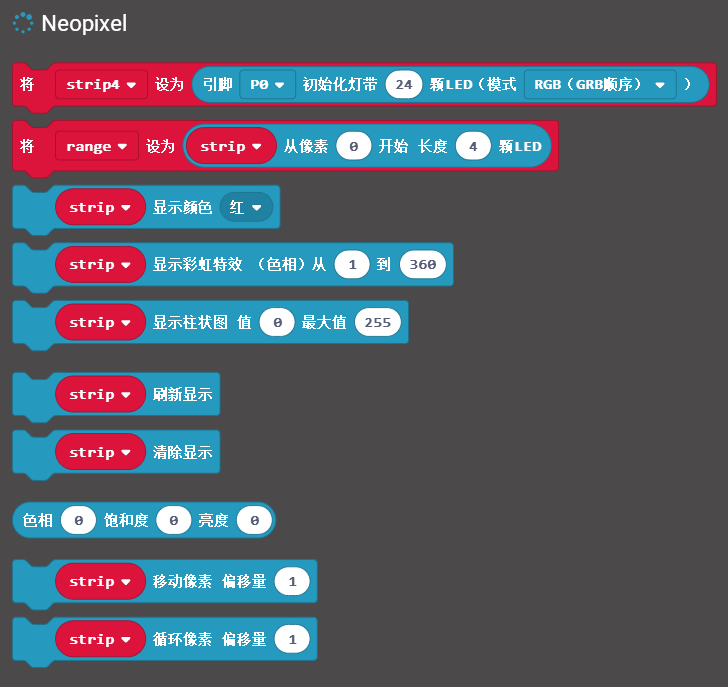 Neopixel
将 strip4 设为 引脚 P0 初始化灯带 24 颗LED（模式 RGB（GRB顺序） ）
将 range 设为 strip 从像素 0 开始 长度 4 颗LED
strip 显示颜色 红
strip 显示彩虹特效 （色相）从 1 到 360
strip 显示柱状图 值 0 最大值 255
strip 刷新显示
strip 清除显示
色相 0 饱和度 0 亮度 0
strip 移动像素 偏移量 1
strip 循环像素 偏移量 1